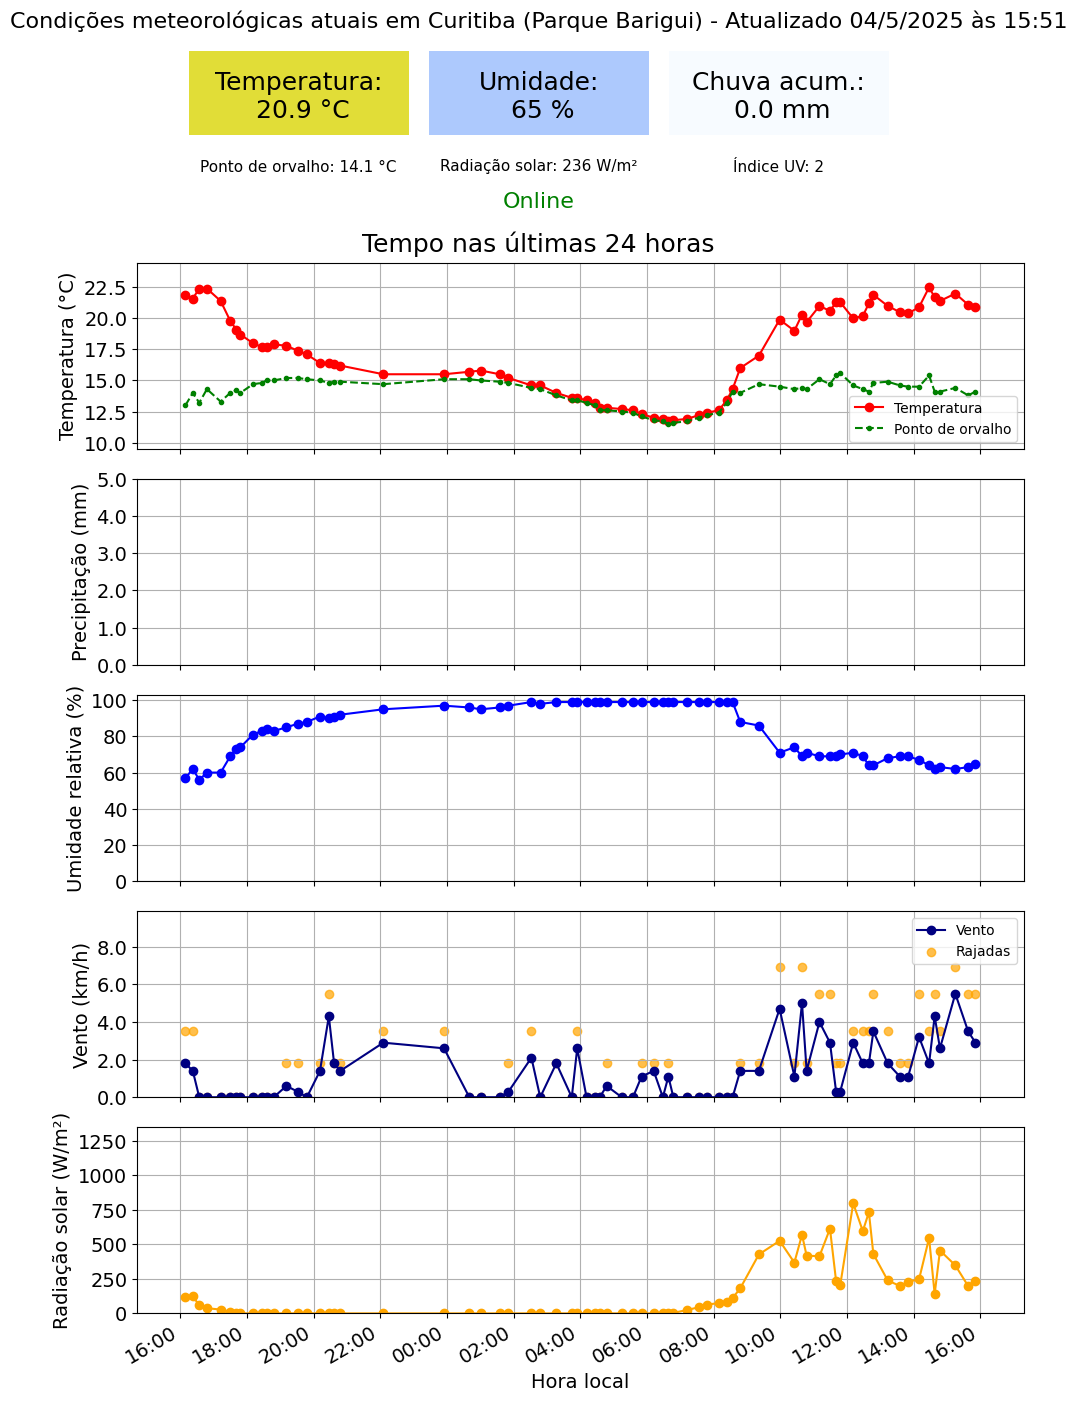 Condições meteorológicas atuais em Curitiba (Parque Barigui) - Atualizado 04/5/2025 às 15:51
Temperatura:
20.9 °C
Umidade:
65 %
Chuva acum.:
0.0 mm
Ponto de orvalho: 14.1 °C
Radiação solar: 236 W/m²
Índice UV: 2
Online
Tempo nas últimas 24 horas
Temperatura (°C)
22.5
20.0
17.5
15.0
12.5
10.0
Temperatura
Ponto de orvalho
Precipitação (mm)
5.0
4.0
3.0
2.0
1.0
0.0
Umidade relativa (%)
100
80
60
40
20
0
Vento (km/h)
8.0
6.0
4.0
2.0
0.0
Vento
Rajadas
Radiação solar (W/m²)
1250
1000
750
500
250
0
16:00
18:00
20:00
22:00
00:00
02:00
04:00
06:00
08:00
10:00
12:00
14:00
16:00
Hora local